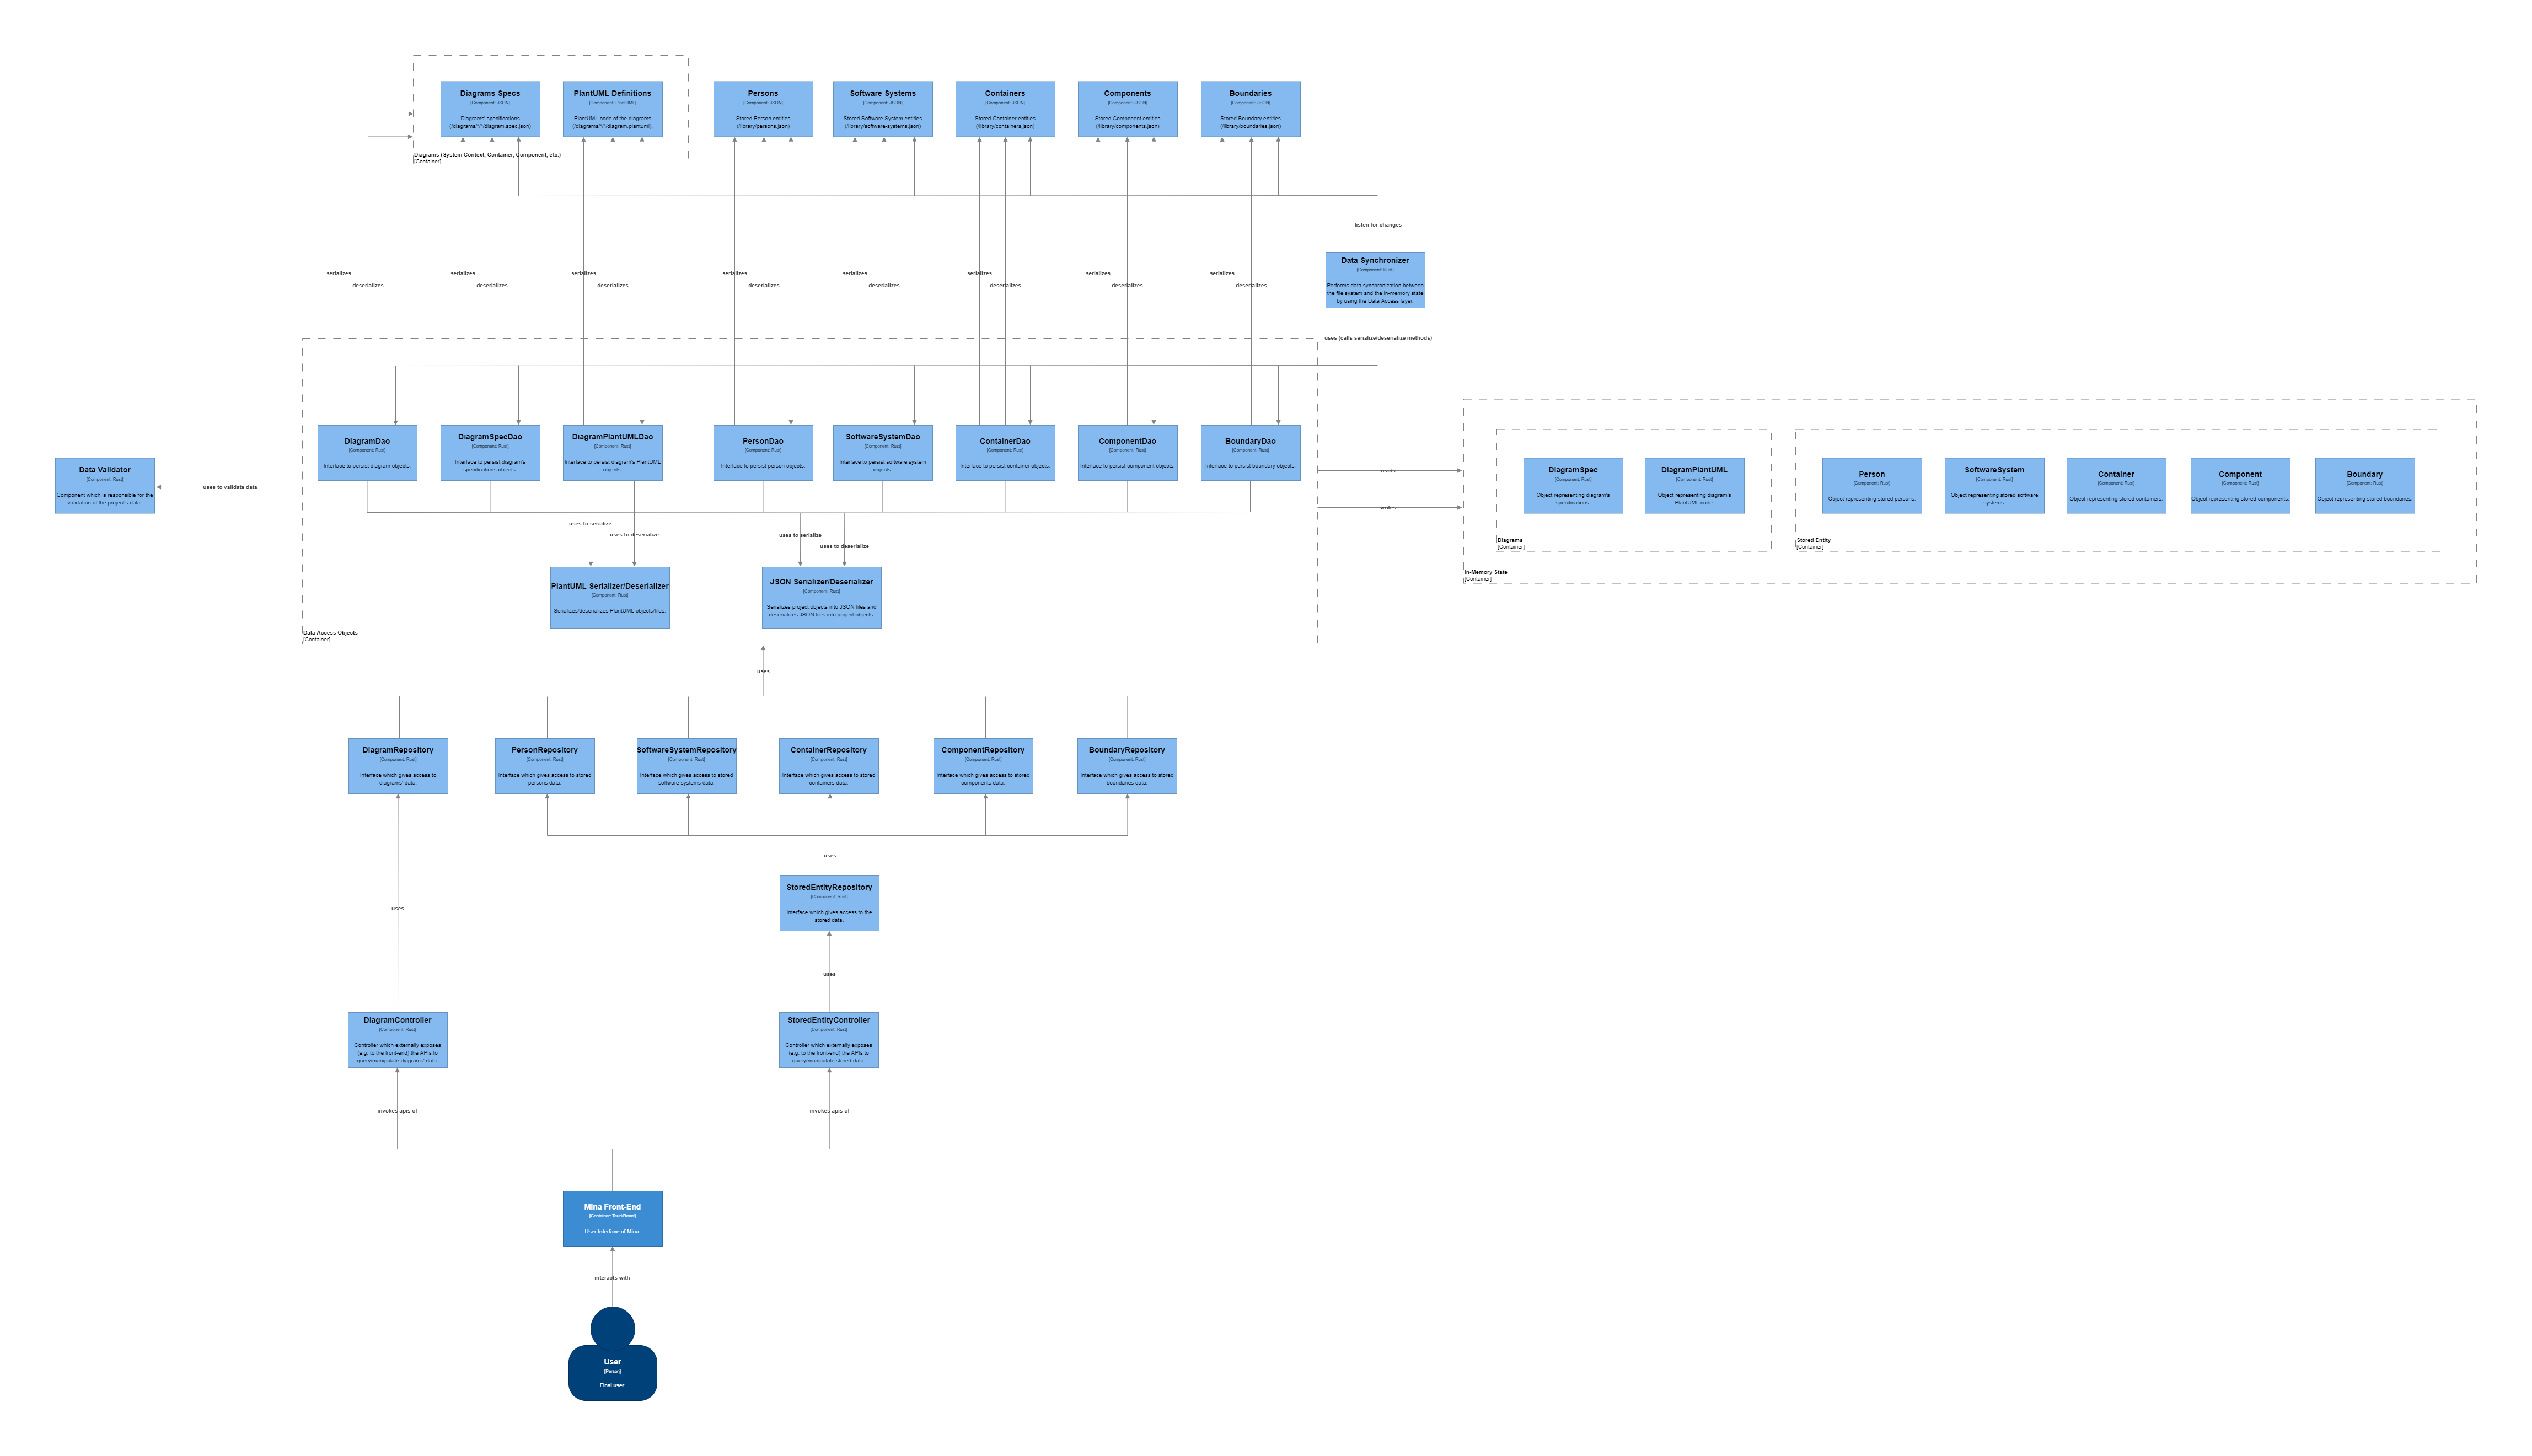 Diagrams Specs
[Component: JSON]
Diagrams' specifications
(/diagrams/*/*/diagram.spec.json)
PlantUML Definitions
[Component: PlantUML]
PlantUML code of the diagrams
(/diagrams/*/*/diagram.plantuml).
Persons
[Component: JSON]
Stored Person entities
(/library/persons.json)
Software Systems
[Component: JSON]
Stored Software System entities
(/library/software-systems.json)
Containers
[Component: JSON]
Stored Container entities
(/library/containers.json)
Components
[Component: JSON]
Stored Component entities
(/library/components.json)
Boundaries
[Component: JSON]
Stored Boundary entities
(/library/boundaries.json)
Diagrams (System Context, Container, Component, etc.)
[Container]
listen for changes
Data Synchronizer
[Component: Rust]
Performs data synchronization between
the file system and the in-memory state
by using the Data Access layer.
serializes
deserializes
serializes
deserializes
serializes
deserializes
serializes
deserializes
serializes
deserializes
serializes
deserializes
serializes
deserializes
serializes
deserializes
uses (calls serialize/deserialize methods)
DiagramDao
[Component: Rust]
Interface to persist diagram objects.
DiagramSpecDao
[Component: Rust]
Interface to persist diagram's
specifications objects.
DiagramPlantUMLDao
[Component: Rust]
Interface to persist diagram's PlantUML
objects.
PersonDao
[Component: Rust]
Interface to persist person objects.
SoftwareSystemDao
[Component: Rust]
Interface to persist software system
objects.
ContainerDao
[Component: Rust]
Interface to persist container objects.
ComponentDao
[Component: Rust]
Interface to persist component objects.
BoundaryDao
[Component: Rust]
Interface to persist boundary objects.
Data Validator
[Component: Rust]
Component which is responsible for the
validation of the project's data.
uses to validate data
reads
writes
DiagramSpec
[Component: Rust]
Object representing diagram's
specifications.
DiagramPlantUML
[Component: Rust]
Object representing diagram's
PlantUML code.
Diagrams
[Container]
Person
[Component: Rust]
Object representing stored persons.
SoftwareSystem
[Component: Rust]
Object representing stored software
systems.
Container
[Component: Rust]
Object representing stored containers.
Component
[Component: Rust]
Object representing stored components.
Boundary
[Component: Rust]
Object representing stored boundaries.
Stored Entity
[Container]
In-Memory State
[Container]
uses to serialize
uses to deserialize
uses to serialize
uses to deserialize
PlantUML Serializer/Deserializer
[Component: Rust]
Serializes/deserializes PlantUML objects/files.
JSON Serializer/Deserializer
[Component: Rust]
Serializes project objects into JSON files and
deserializes JSON files into project objects.
Data Access Objects
[Container]
uses
DiagramRepository
[Component: Rust]
Interface which gives access to
diagrams' data.
PersonRepository
[Component: Rust]
Interface which gives access to stored
persons data.
SoftwareSystemRepository
[Component: Rust]
Interface which gives access to stored
software systems data.
ContainerRepository
[Component: Rust]
Interface which gives access to stored
containers data.
ComponentRepository
[Component: Rust]
Interface which gives access to stored
components data.
BoundaryRepository
[Component: Rust]
Interface which gives access to stored
boundaries data.
uses
StoredEntityRepository
[Component: Rust]
Interface which gives access to the
stored data.
uses
uses
DiagramController
[Component: Rust]
Controller which externally exposes
(e.g. to the front-end) the APIs to
query/manipulate diagrams' data.
StoredEntityController
[Component: Rust]
Controller which externally exposes
(e.g. to the front-end) the APIs to
query/manipulate stored data.
invokes apis of
invokes apis of
Mina Front-End
[Container: Tauri/React]
User Interface of Mina.
interacts with
User
[Person]
Final user.